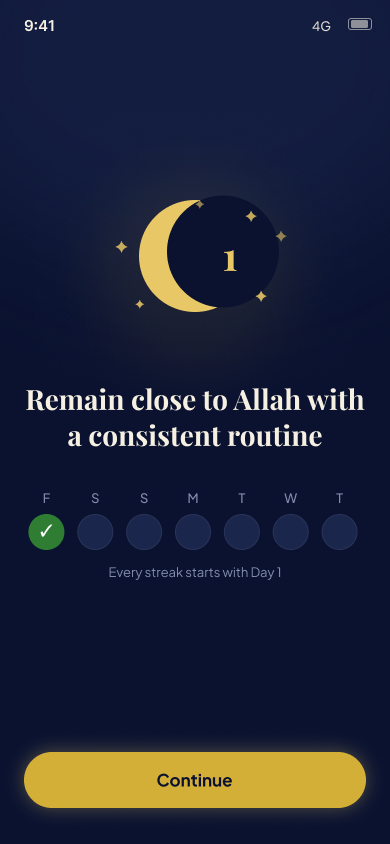 9:41
4G
1
Remain close to Allah with
a consistent routine
F S S M T W T
✓
Every streak starts with Day 1
Continue